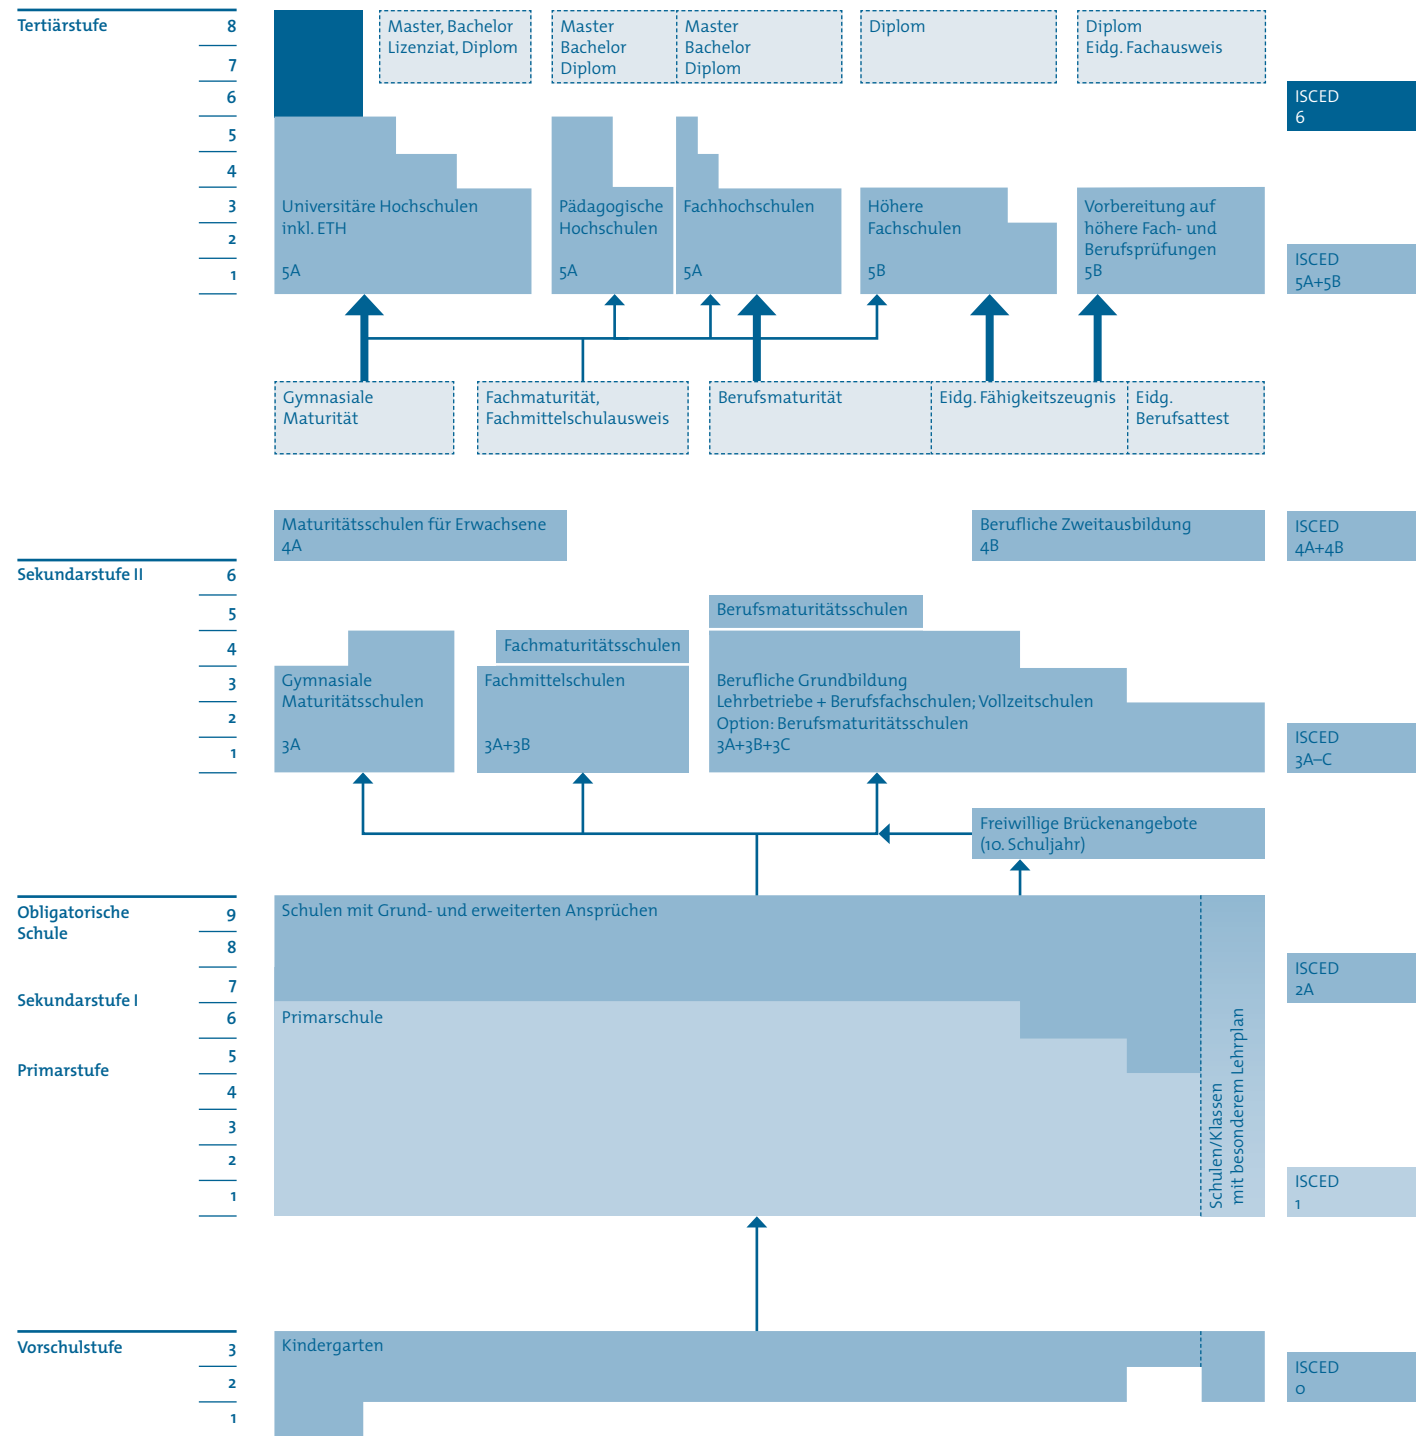 Tertiärstufe
8
7
6
5
4
3
2
1
Master, Bachelor
Lizenziat, Diplom
Master
Bachelor
Diplom
Master
Bachelor
Diplom
Diplom
Diplom
Eidg. Fachausweis
ISCED
6
Universitäre Hochschulen
inkl. ETH
5A
Pädagogische
Hochschulen
5A
Fachhochschulen
5A
Höhere
Fachschulen
5B
Vorbereitung auf
höhere Fach- und
Berufsprüfungen
5B
ISCED
5A+5B
Gymnasiale
Maturität
Fachmaturität,
Fachmittelschulausweis
Berufsmaturität
Eidg. Fähigkeitszeugnis
Eidg.
Berufsattest
Maturitätsschulen für Erwachsene
4A
Berufliche Zweitausbildung
4B
ISCED
4A+4B
Sekundarstufe II
6
5
4
3
2
1
Berufsmaturitätsschulen
Fachmaturitätsschulen
Gymnasiale
Maturitätsschulen
3A
Fachmittelschulen
3A+3B
Berufliche Grundbildung
Lehrbetriebe + Berufsfachschulen; Vollzeitschulen
Option: Berufsmaturitätsschulen
3A+3B+3C
ISCED
3A–C
Freiwillige Brückenangebote
(10. Schuljahr)
Obligatorische
Schule
Sekundarstufe I
Primarstufe
9
8
7
6
5
4
3
2
1
Schulen mit Grund- und erweiterten Ansprüchen
Primarschule
Schulen/Klassen
mit besonderem Lehrplan
ISCED
2A
ISCED
1
Vorschulstufe
3
2
1
Kindergarten
ISCED
0